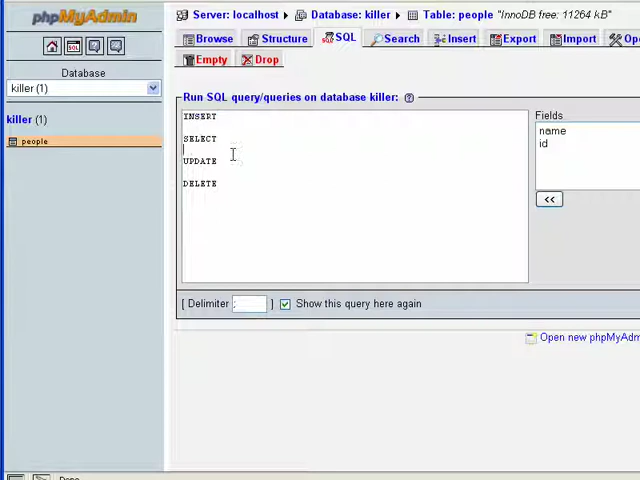 phpMyAdmin
Server: localhost Database: killer Table: people "InnoDB free: 11264 kB"
Browse Structure SQL Search Insert Export Import
Empty Drop
SQL
Database
killer (1)
killer (1)
people
Run SQL query/queries on database killer:
INSERT
SELECT
UPDATE
DELETE
Fields
name
id
<<
[ Delimiter ; ] Show this query here again
Open new phpMyAdm